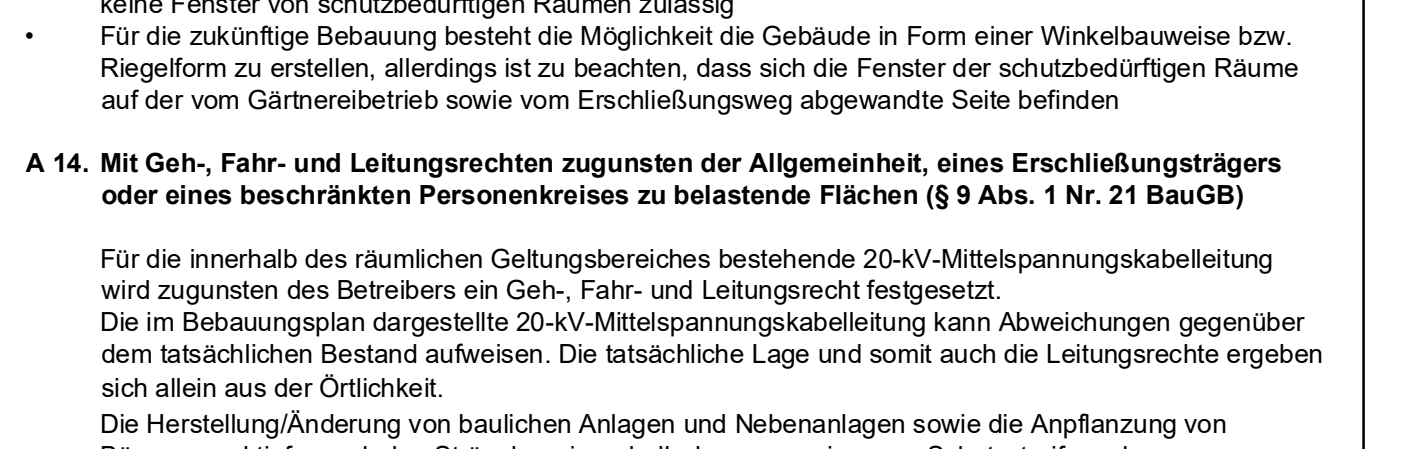 keine Fenster von schutzbedürftigen Räumen zulässig
• Für die zukünftige Bebauung besteht die Möglichkeit die Gebäude in Form einer Winkelbauweise bzw.
Riegelform zu erstellen, allerdings ist zu beachten, dass sich die Fenster der schutzbedürftigen Räume
auf der vom Gärtnereibetrieb sowie vom Erschließungsweg abgewandte Seite befinden
A 14. Mit Geh-, Fahr- und Leitungsrechten zugunsten der Allgemeinheit, eines Erschließungsträgers
oder eines beschränkten Personenkreises zu belastende Flächen (§ 9 Abs. 1 Nr. 21 BauGB)
Für die innerhalb des räumlichen Geltungsbereiches bestehende 20-kV-Mittelspannungskabelleitung
wird zugunsten des Betreibers ein Geh-, Fahr- und Leitungsrecht festgesetzt.
Die im Bebauungsplan dargestellte 20-kV-Mittelspannungskabelleitung kann Abweichungen gegenüber
dem tatsächlichen Bestand aufweisen. Die tatsächliche Lage und somit auch die Leitungsrechte ergeben
sich allein aus der Örtlichkeit.
Die Herstellung/Änderung von baulichen Anlagen und Nebenanlagen sowie die Anpflanzung von